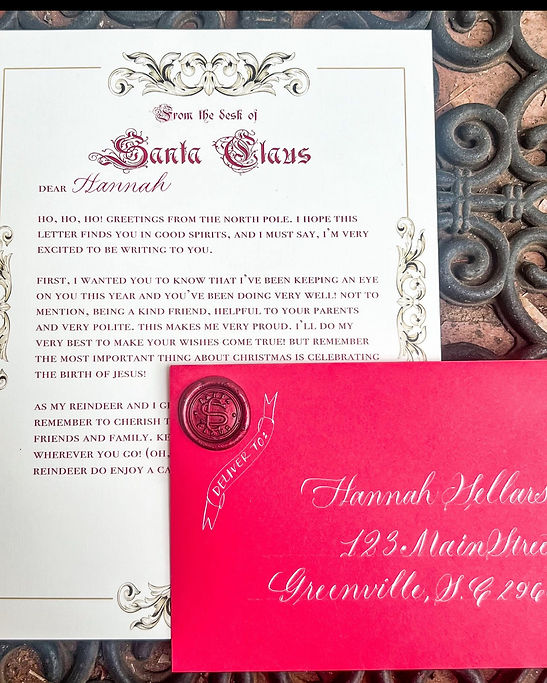 From the desk of
Santa Claus
DEAR Hannah
HO, HO, HO! GREETINGS FROM THE NORTH POLE. I HOPE THIS
LETTER FINDS YOU IN GOOD SPIRITS, AND I MUST SAY, I'M VERY
EXCITED TO BE WRITING TO YOU.
FIRST, I WANTED YOU TO KNOW THAT I'VE BEEN KEEPING AN EYE
ON YOU THIS YEAR AND YOU'VE BEEN DOING VERY WELL! NOT TO
MENTION, BEING A KIND FRIEND, HELPFUL TO YOUR PARENTS
AND VERY POLITE. THIS MAKES ME VERY PROUD. I'LL DO MY
VERY BEST TO MAKE YOUR WISHES COME TRUE! BUT REMEMBER
THE MOST IMPORTANT THING ABOUT CHRISTMAS IS CELEBRATING
THE BIRTH OF JESUS!
AS MY REINDEER AND I
REMEMBER TO CHERISH
FRIENDS AND FAMILY.
WHEREVER YOU GO! (OH,
REINDEER DO ENJOY A
DELIVER TO:
Hannah Hellars
123 Main
Greenville, S.C 296